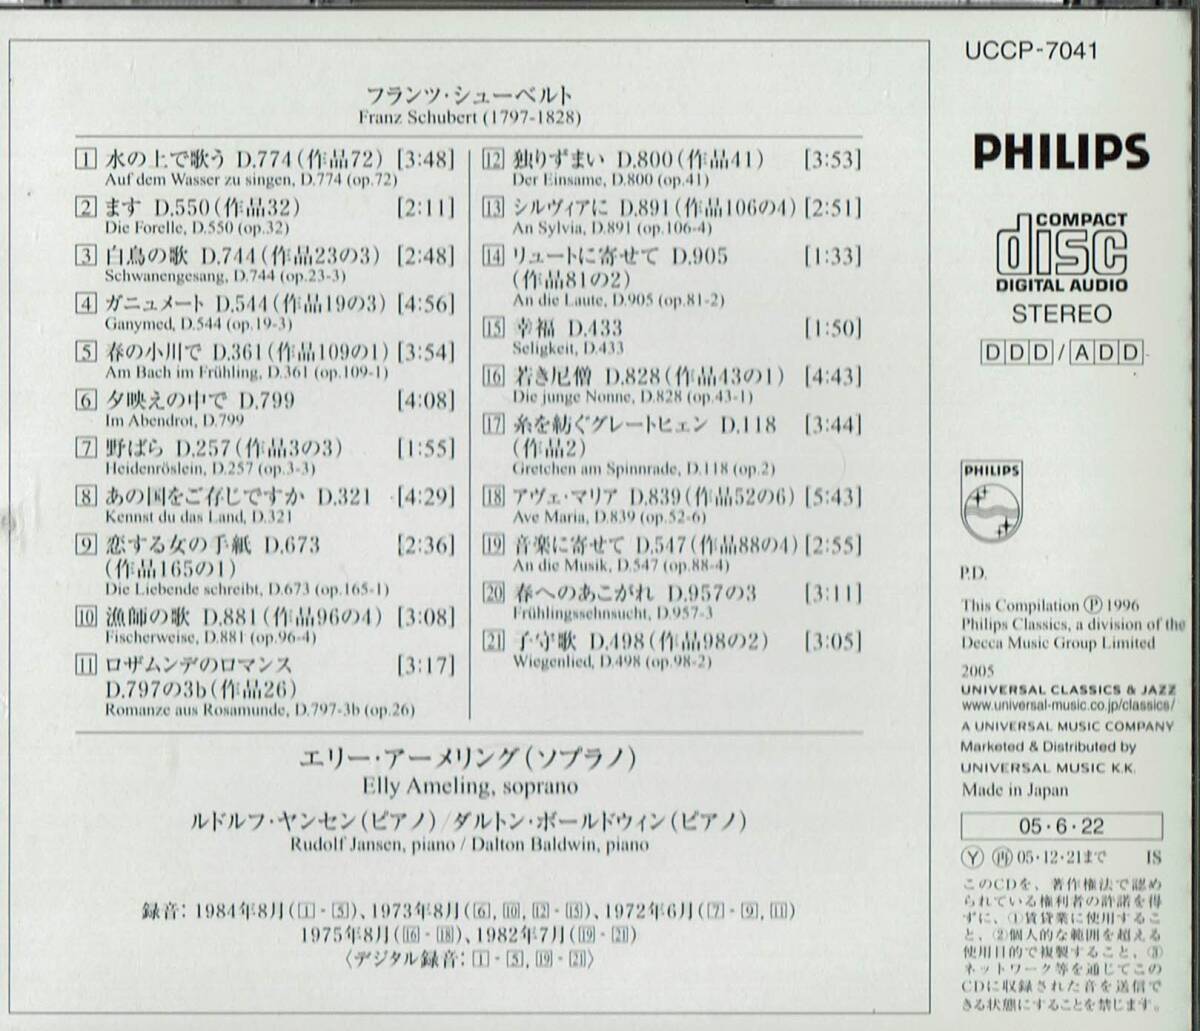 フランツ・シューベルト
Franz Schubert (1797-1828)
1 水の上で歌う D.774（作品72） [3:48]
Auf dem Wasser zu singen, D.774 (op.72)
2 ます D.550（作品32） [2:11]
Die Forelle, D.550 (op.32)
3 白鳥の歌 D.744（作品23の3） [2:48]
Schwanengesang, D.744 (op.23-3)
4 ガニュメート D.544（作品19の3） [4:56]
Ganymed, D.544 (op.19-3)
5 春の小川で D.361（作品109の1） [3:54]
Am Bach im Frühling, D.361 (op.109-1)
6 夕映えの中で D.799 [4:08]
Im Abendrot, D.799
7 野ばら D.257（作品3の3） [1:55]
Heidenröslein, D.257 (op.3-3)
8 あの国をご存じですか D.321 [4:29]
Kennst du das Land, D.321
9 恋する女の手紙 D.673 [2:36]
（作品165の1）
Die Liebende schreibt, D.673 (op.165-1)
10 漁師の歌 D.881（作品96の4） [3:08]
Fischerweise, D.881 (op.96-4)
11 ロザムンデのロマンス [3:17]
D.797の3b（作品26）
Romanze aus Rosamunde, D.797-3b (op.26)
12 独りずまい D.800（作品41） [3:53]
Der Einsame, D.800 (op.41)
13 シルヴィアに D.891（作品106の4） [2:51]
An Sylvia, D.891 (op.106-4)
14 リュートに寄せて D.905 [1:33]
（作品81の2）
An die Laute, D.905 (op.81-2)
15 幸福 D.433 [1:50]
Seligkeit, D.433
16 若き尼僧 D.828（作品43の1） [4:43]
Die junge Nonne, D.828 (op.43-1)
17 糸を紡ぐグレートヒェン D.118 [3:44]
（作品2）
Gretchen am Spinnrade, D.118 (op.2)
18 アヴェ・マリア D.839（作品52の6） [5:43]
Ave Maria, D.839 (op.52-6)
19 音楽に寄せて D.547（作品88の4） [2:55]
An die Musik, D.547 (op.88-4)
20 春へのあこがれ D.957の3 [3:11]
Frühlingssehnsucht, D.957-3
21 子守歌 D.498（作品98の2） [3:05]
Wiegenlied, D.498 (op.98-2)
エリー・アーメリング（ソプラノ）
Elly Ameling, soprano
ルドルフ・ヤンセン（ピアノ）/ダルトン・ボールドウィン（ピアノ）
Rudolf Jansen, piano / Dalton Baldwin, piano
録音：1984年8月（1 - 5）、1973年8月（6, 10, 12 - 15）、1972年6月（7 - 9, 11）
1975年8月（16 - 18）、1982年7月（19 - 21）
〈デジタル録音：1 - 5, 19 - 21〉
UCCP-7041
PHILIPS
COMPACT
disc
DIGITAL AUDIO
STEREO
DDD/ADD
PHILIPS
P.D.
This Compilation Ⓟ 1996
Philips Classics, a division of the
Decca Music Group Limited
2005
UNIVERSAL CLASSICS & JAZZ
www.universal-music.co.jp/classics/
A UNIVERSAL MUSIC COMPANY
Marketed & Distributed by
UNIVERSAL MUSIC K.K.
Made in Japan
05・6・22
Ⓨ ㊞05・12・21まで IS
このCDを、著作権法で認め
られている権利者の許諾を得
ずに、①賃貸業に使用するこ
と、②個人的な範囲を超える
使用目的で複製すること、③
ネットワーク等を通じてこの
CDに収録された音を送信で
きる状態にすることを禁じます。